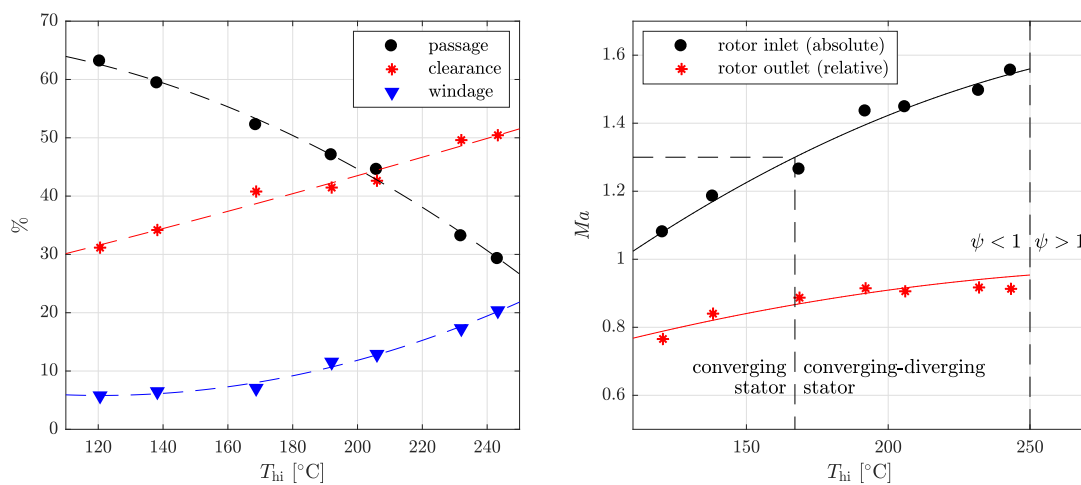 70
60
50
40
30
20
10
0
%
120 140 160 180 200 220 240
T_hi [°C]
passage
clearance
windage
1.6
1.4
1.2
1
0.8
0.6
Ma
150 200 250
T_hi [°C]
rotor inlet (absolute)
rotor outlet (relative)
ψ < 1 ψ > 1
converging
stator
converging-diverging
stator